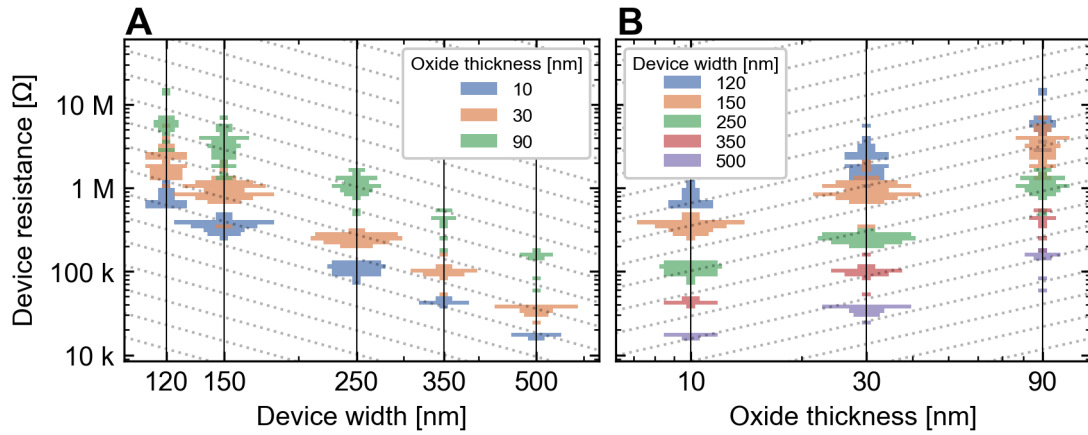 A
Device resistance [Ω]
10 M
1 M
100 k
10 k
Oxide thickness [nm]
10
30
90
120
150
250
350
500
Device width [nm]
B
Device width [nm]
120
150
250
350
500
10
30
90
Oxide thickness [nm]